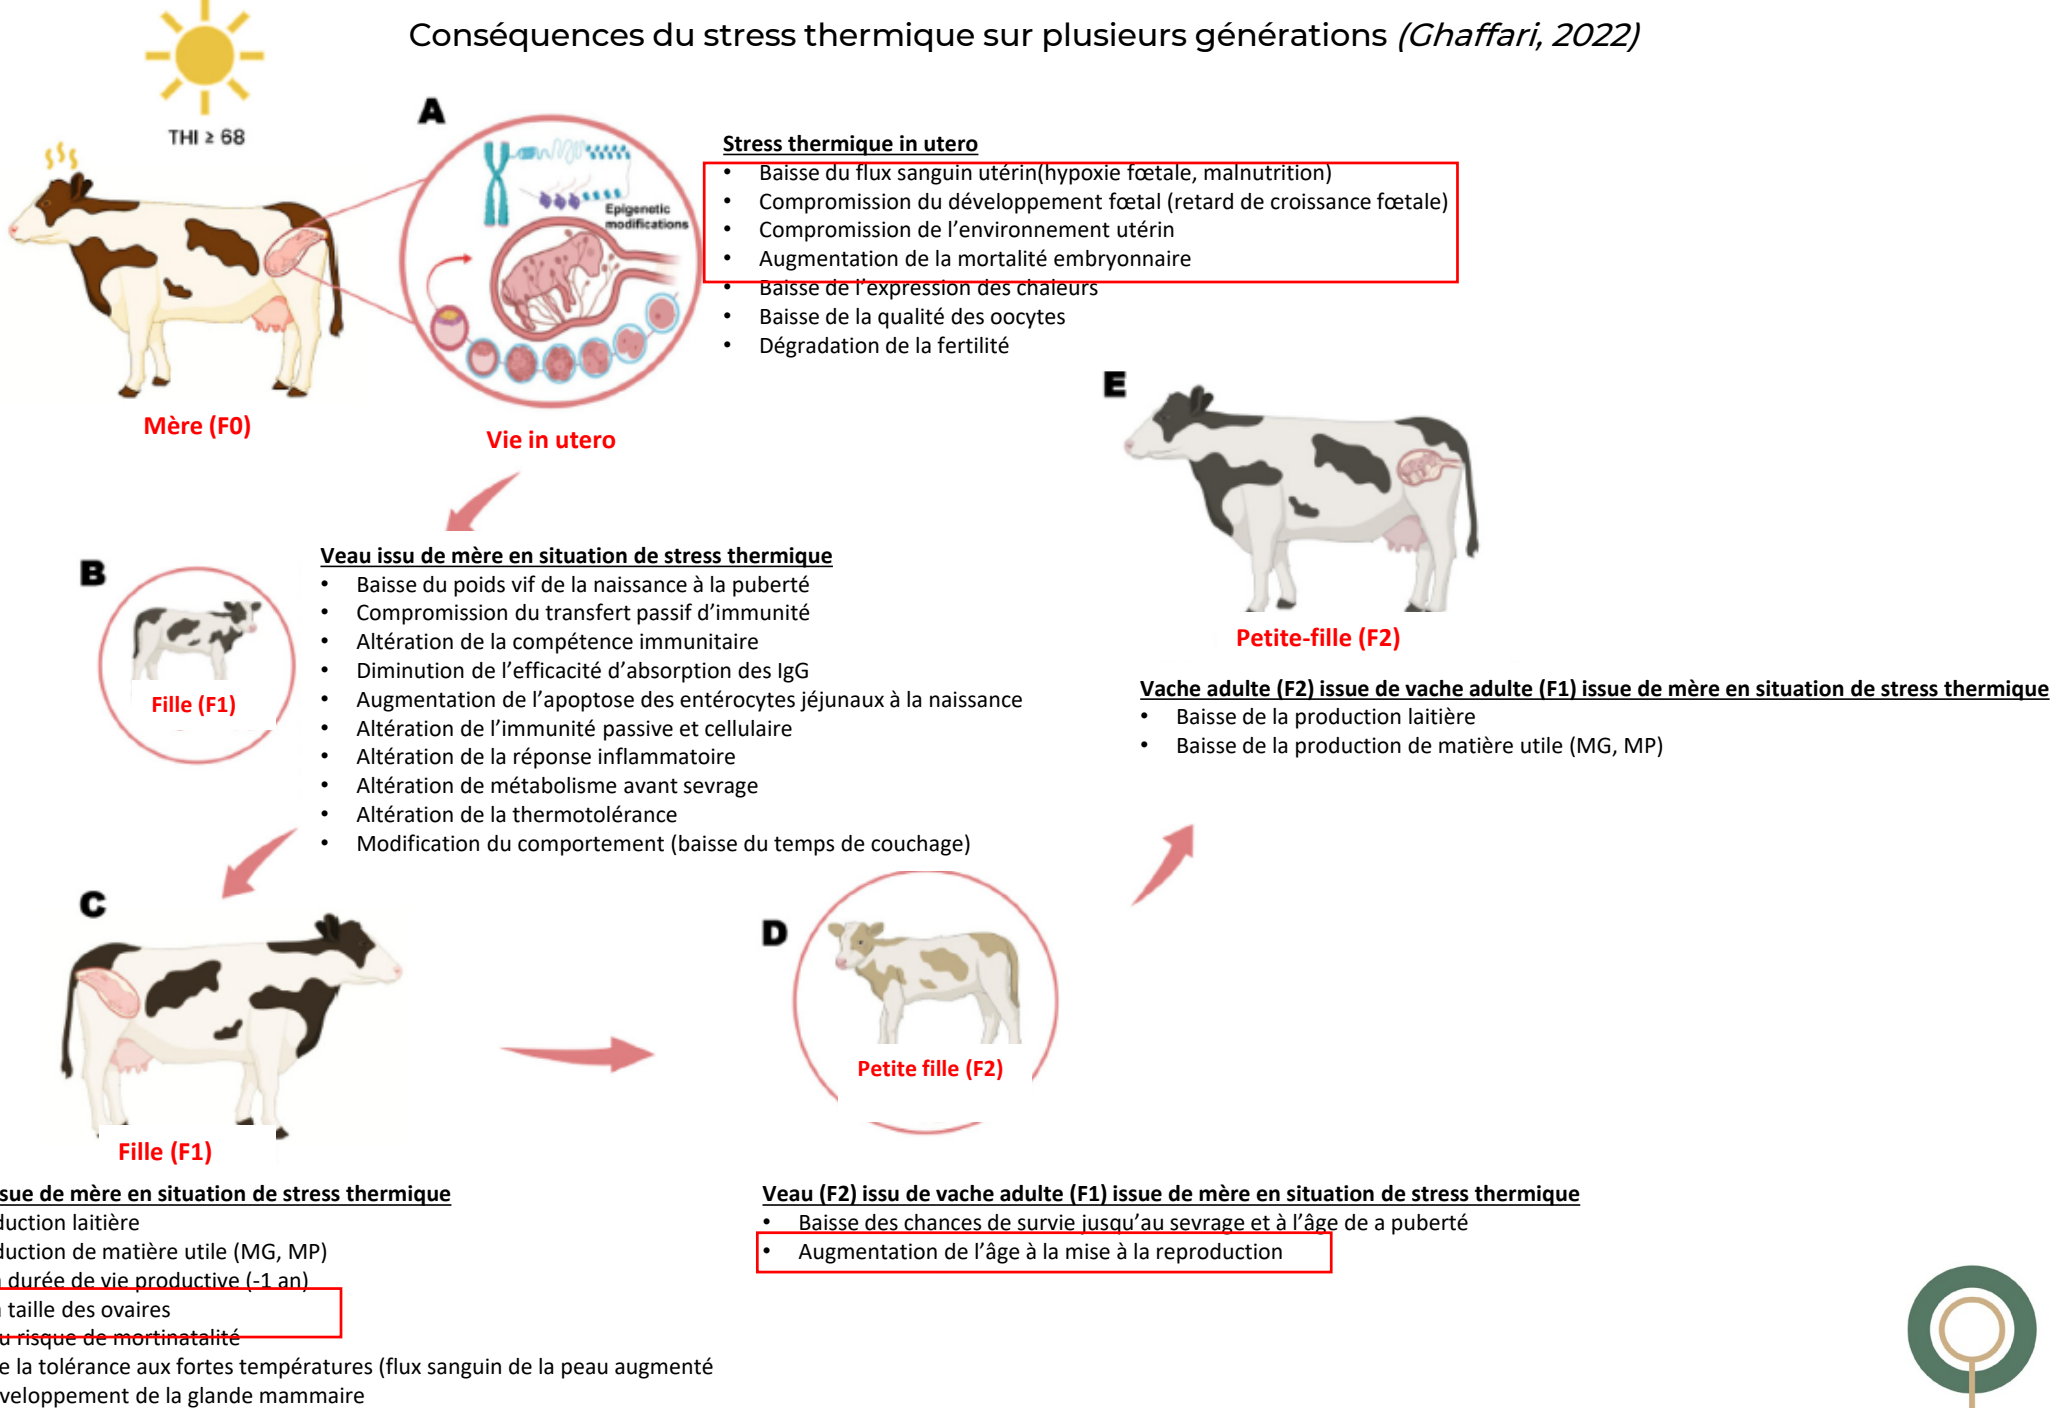 Conséquences du stress thermique sur plusieurs générations (Ghaffari, 2022)
THI ≥ 68
A
Epigenetic
modifications
Mère (F0)
Vie in utero
Stress thermique in utero
• Baisse du flux sanguin utérin(hypoxie fœtale, malnutrition)
• Compromission du développement fœtal (retard de croissance fœtale)
• Compromission de l'environnement utérin
• Augmentation de la mortalité embryonnaire
• Baisse de l'expression des chaleurs
• Baisse de la qualité des oocytes
• Dégradation de la fertilité
B
Fille (F1)
Veau issu de mère en situation de stress thermique
• Baisse du poids vif de la naissance à la puberté
• Compromission du transfert passif d'immunité
• Altération de la compétence immunitaire
• Diminution de l'efficacité d'absorption des IgG
• Augmentation de l'apoptose des entérocytes jéjunaux à la naissance
• Altération de l'immunité passive et cellulaire
• Altération de la réponse inflammatoire
• Altération de métabolisme avant sevrage
• Altération de la thermotolérance
• Modification du comportement (baisse du temps de couchage)
C
Fille (F1)
sue de mère en situation de stress thermique
duction laitière
duction de matière utile (MG, MP)
durée de vie productive (-1 an)
taille des ovaires
u risque de mortinatalité
e la tolérance aux fortes températures (flux sanguin de la peau augmenté
veloppement de la glande mammaire
D
Petite fille (F2)
Veau (F2) issu de vache adulte (F1) issue de mère en situation de stress thermique
• Baisse des chances de survie jusqu'au sevrage et à l'âge de a puberté
• Augmentation de l'âge à la mise à la reproduction
E
Petite-fille (F2)
Vache adulte (F2) issue de vache adulte (F1) issue de mère en situation de stress thermique
• Baisse de la production laitière
• Baisse de la production de matière utile (MG, MP)